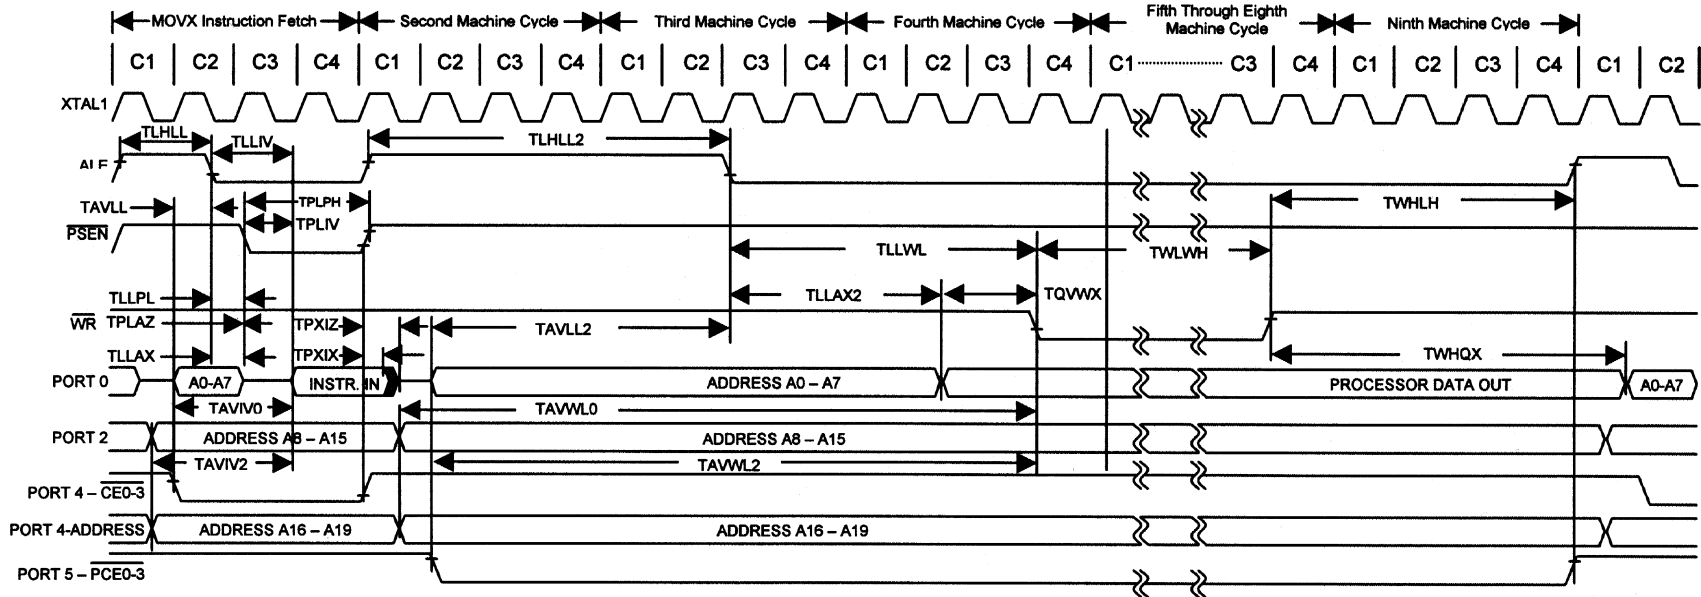 MOVX Instruction Fetch Second Machine Cycle Third Machine Cycle Fourth Machine Cycle Fifth Through Eighth Machine Cycle Ninth Machine Cycle
C1 C2 C3 C4 C1 C2 C3 C4 C1 C2 C3 C4 C1 C2 C3 C4 C1 C3 C4 C1 C2 C3 C4 C1 C2
XTAL1
TLHLL TLLIV TLHLL2
ALE
TAVLL TPLPH TWHLH
PSEN TPLIV
TLLWL TWLWH
TLLPL TLLAX2 TQVWX
WR TPLAZ TPXIZ TAVLL2
TLLAX TPXIX TWHQX
PORT 0 A0-A7 INSTR. IN ADDRESS A0 – A7 PROCESSOR DATA OUT A0-A7
TAVIV0 TAVWL0
PORT 2 ADDRESS A8 – A15 ADDRESS A8 – A15
TAVIV2 TAVWL2
PORT 4 – CE0-3
PORT 4-ADDRESS ADDRESS A16 – A19 ADDRESS A16 – A19
PORT 5 – PCE0-3